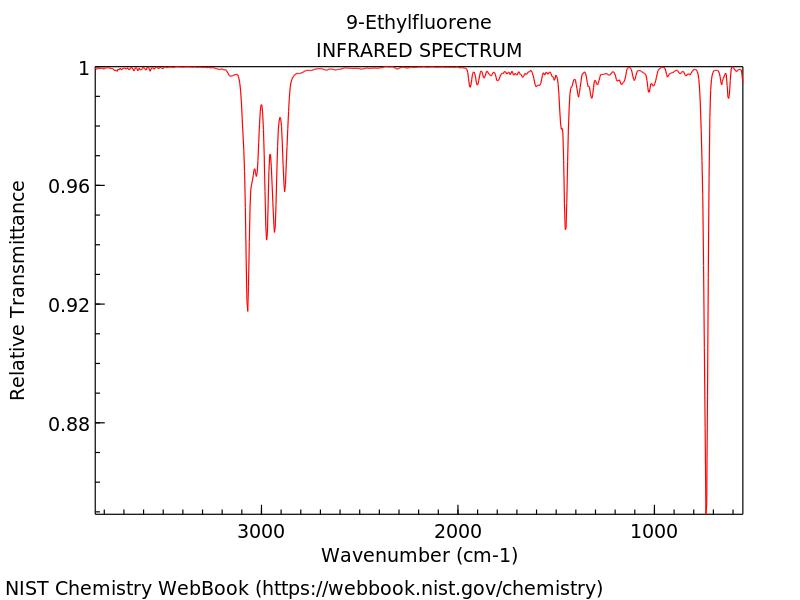 9-Ethylfluorene
INFRARED SPECTRUM
1
0.96
0.92
0.88
Relative Transmittance
3000 2000 1000
Wavenumber (cm-1)
NIST Chemistry WebBook (https://webbook.nist.gov/chemistry)